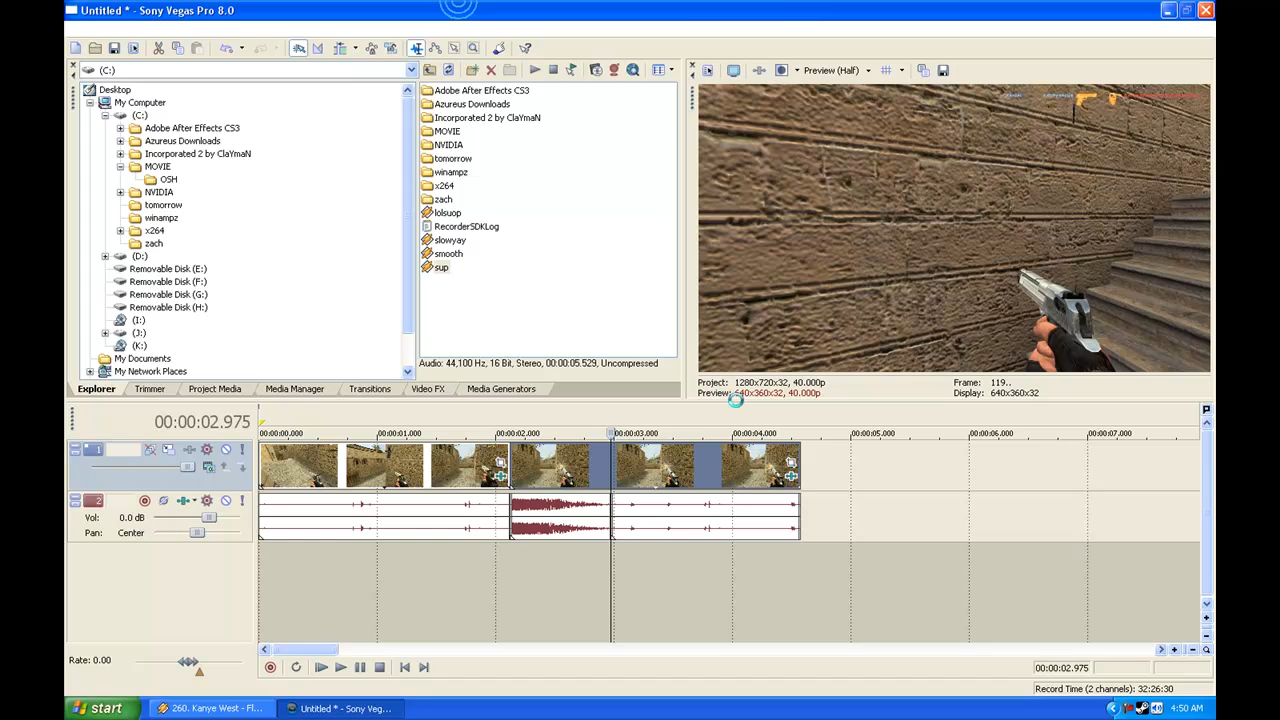 Untitled * - Sony Vegas Pro 8.0
(C:)
Preview (Half)
Desktop
My Computer
(C:)
Adobe After Effects CS3
Azureus Downloads
Incorporated 2 by ClaYmaN
MOVIE
OSH
NVIDIA
tomorrow
winampz
x264
zach
(D:)
Removable Disk (E:)
Removable Disk (F:)
Removable Disk (G:)
Removable Disk (H:)
(I:)
(J:)
(K:)
My Documents
My Network Places
Adobe After Effects CS3
Azureus Downloads
Incorporated 2 by ClaYmaN
MOVIE
NVIDIA
tomorrow
winampz
x264
zach
lolsuop
RecorderSDKLog
slowyay
smooth
sup
Audio: 44,100 Hz, 16 Bit, Stereo, 00:00:05.529, Uncompressed
Explorer Trimmer Project Media Media Manager Transitions Video FX Media Generators
Project: 1280x720x32, 40.000p Frame: 119..
Preview: 640x360x32, 40.000p Display: 640x360x32
00:00:02.975
00:00:00.000 00:00:01.000 00:00:02.000 00:00:03.000 00:00:04.000 00:00:05.000 00:00:06.000 00:00:07.000
1
2
Vol: 0.0 dB
Pan: Center
Rate: 0.00
00:00:02.975
Record Time (2 channels): 32:26:30
start 260. Kanye West - Fl... Untitled * - Sony Veg... 4:50 AM